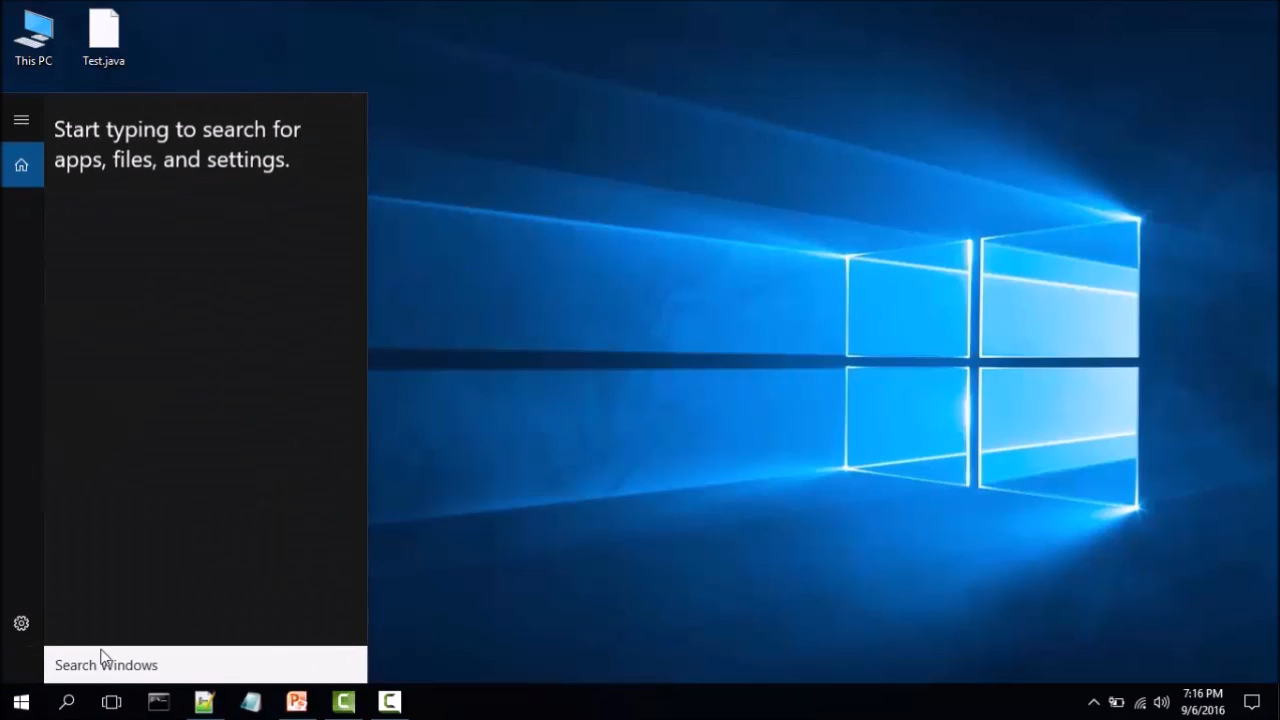 This PC
Test.java
Start typing to search for
apps, files, and settings.
Search Windows
7:16 PM
9/6/2016